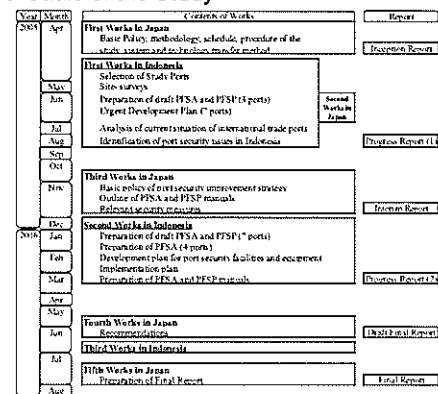 Year Month Contents of Works Report
2005 Apr
First Works in Japan
Basic Policy, methodology, schedule, procedure of the
study, system and technology transfer method
Inception Report
First Works in Indonesia
Selection of Study Ports
Site surveys
May
Jun
Preparation of draft PFSA and PFSP (3 ports)
Urgent Development Plan (7 ports)
Second
Works in
Japan
Jul
Analysis of current situation of international trade ports
Aug
Identification of port security issues in Indonesia
Progress Report (1
Sep
Oct
Third Works in Japan
Nov
Basic policy of port security improvement strategy
Outline of PFSA and PFSP manuals
Relevant security measures
Interim Report
Dec
Second Works in Indonesia
2006 Jan
Preparation of draft PFSA and PFSP (7 ports)
Preparation of PFSA (4 ports)
Feb
Development plan for port security facilities and equipment
Implementation plan
Mar
Preparation of PFSA and PFSP manuals
Progress Report (2
Apr
May
Fourth Works in Japan
Jun
Recommendations
Draft Final Report
Third Works in Indonesia
Jul
Fifth Works in Japan
Preparation of Final Report
Final Report
Aug